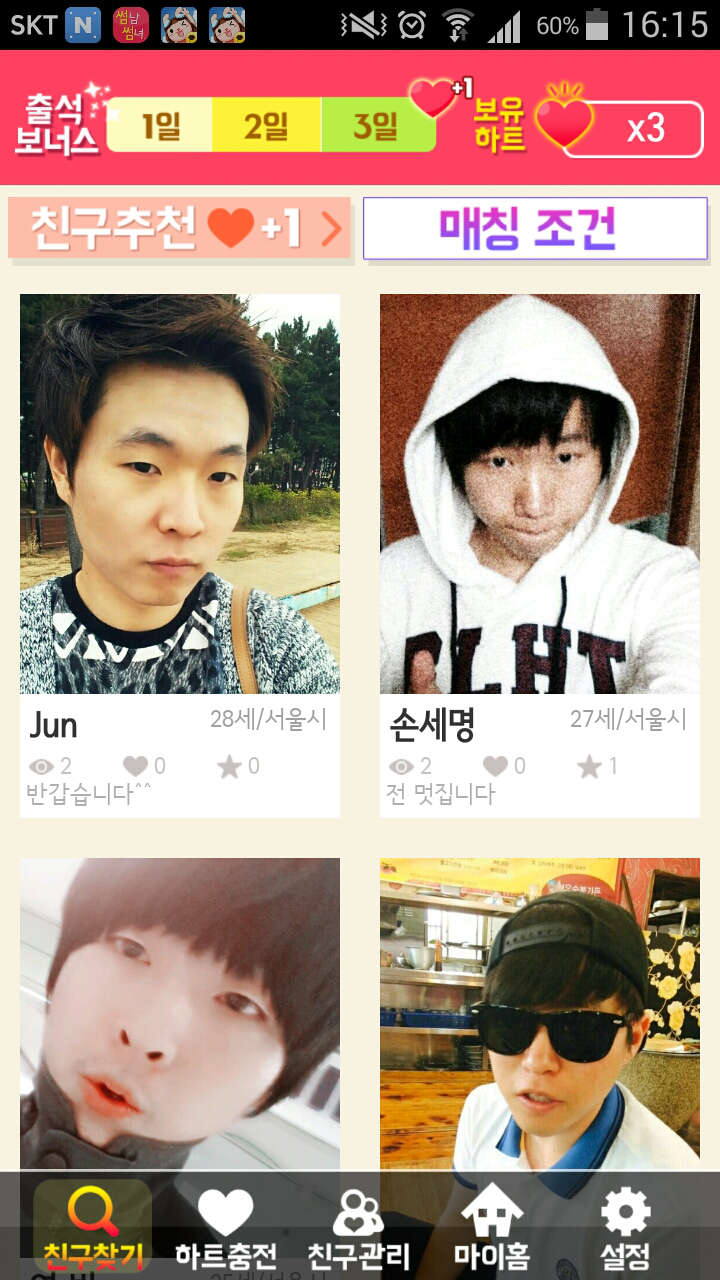 SKT N 썸남썸녀 60% 16:15
출석
보너스
1일 2일 3일 +1
보유
하트
x3
친구추천 +1 >
매칭 조건
LHT
Jun 28세/서울시
2 0 0
반갑습니다^^
손세명 27세/서울시
2 0 1
전 멋집니다
친구찾기 하트충전 친구관리 마이홈 설정